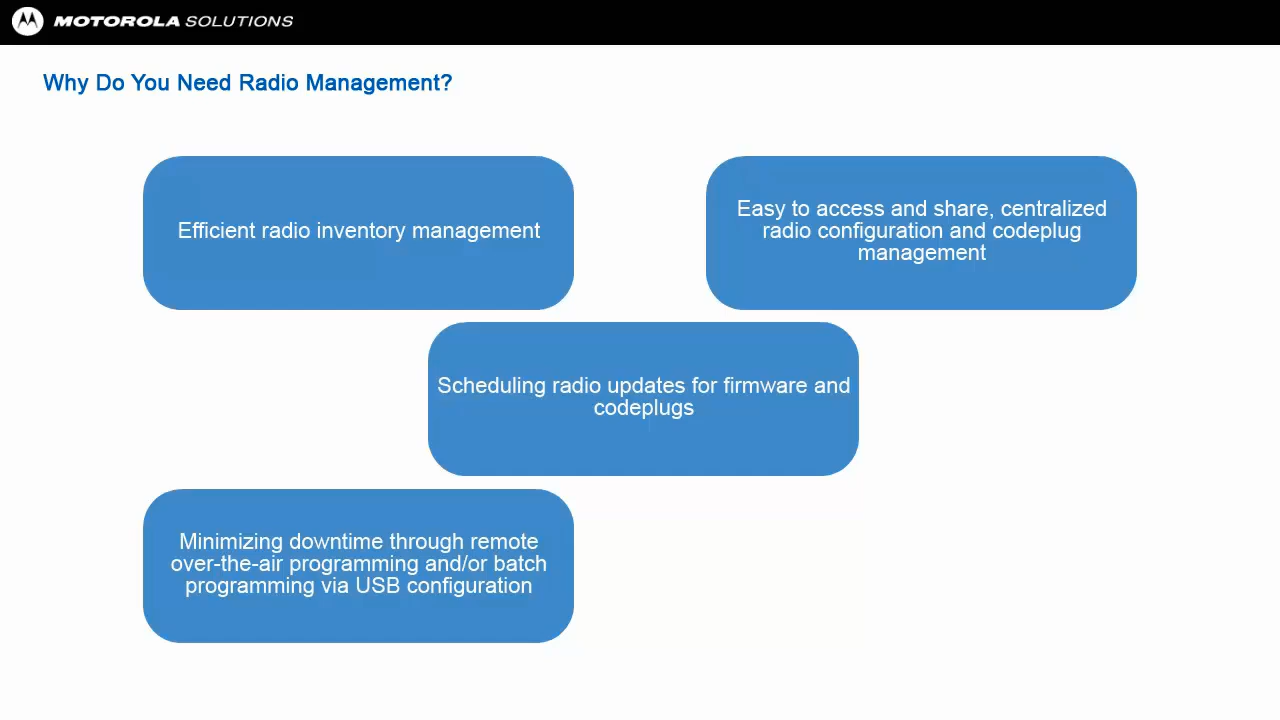 MOTOROLA SOLUTIONS
Why Do You Need Radio Management?
Efficient radio inventory management
Easy to access and share, centralized
radio configuration and codeplug
management
Scheduling radio updates for firmware and
codeplugs
Minimizing downtime through remote
over-the-air programming and/or batch
programming via USB configuration